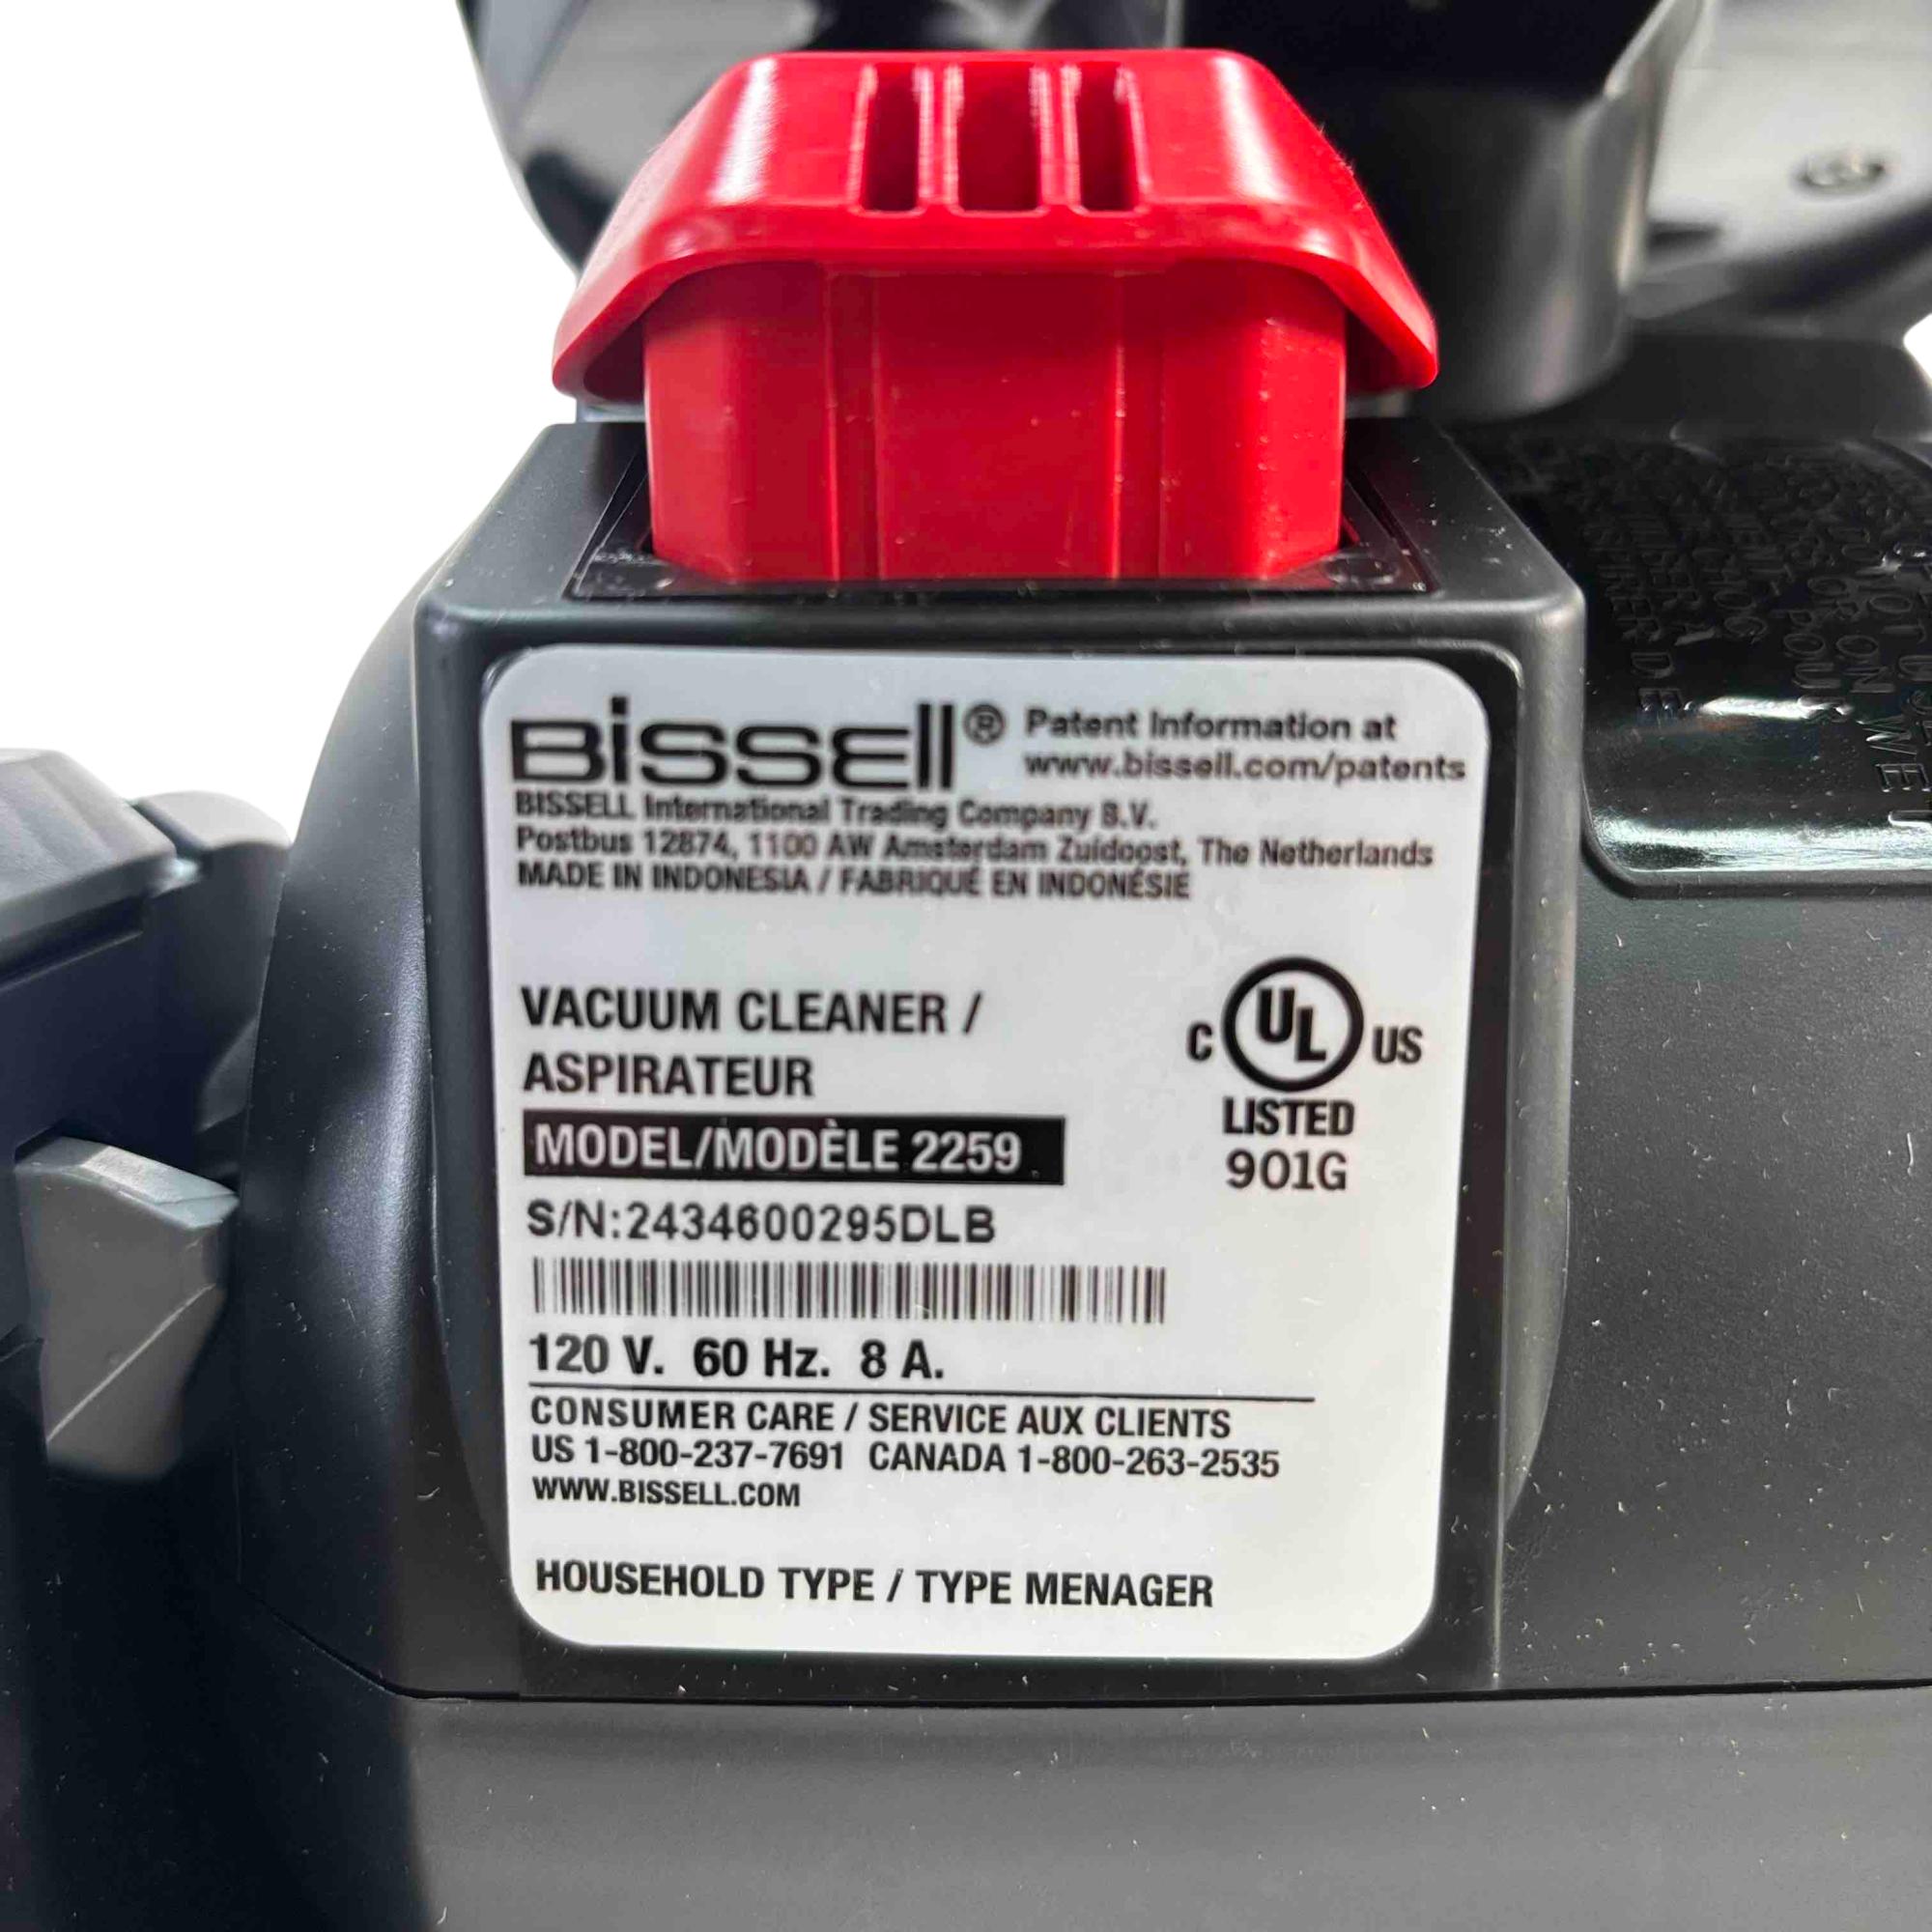 BISSELL® Patent Information at
www.bissell.com/patents
BISSELL International Trading Company B.V.
Postbus 12874, 1100 AW Amsterdam Zuidoost, The Netherlands
MADE IN INDONESIA / FABRIQUÉ EN INDONÉSIE
VACUUM CLEANER /
ASPIRATEUR
C UL US
LISTED
901G
MODEL/MODÈLE 2259
S/N:2434600295DLB
120 V. 60 Hz. 8 A.
CONSUMER CARE / SERVICE AUX CLIENTS
US 1-800-237-7691 CANADA 1-800-263-2535
WWW.BISSELL.COM
HOUSEHOLD TYPE / TYPE MENAGER